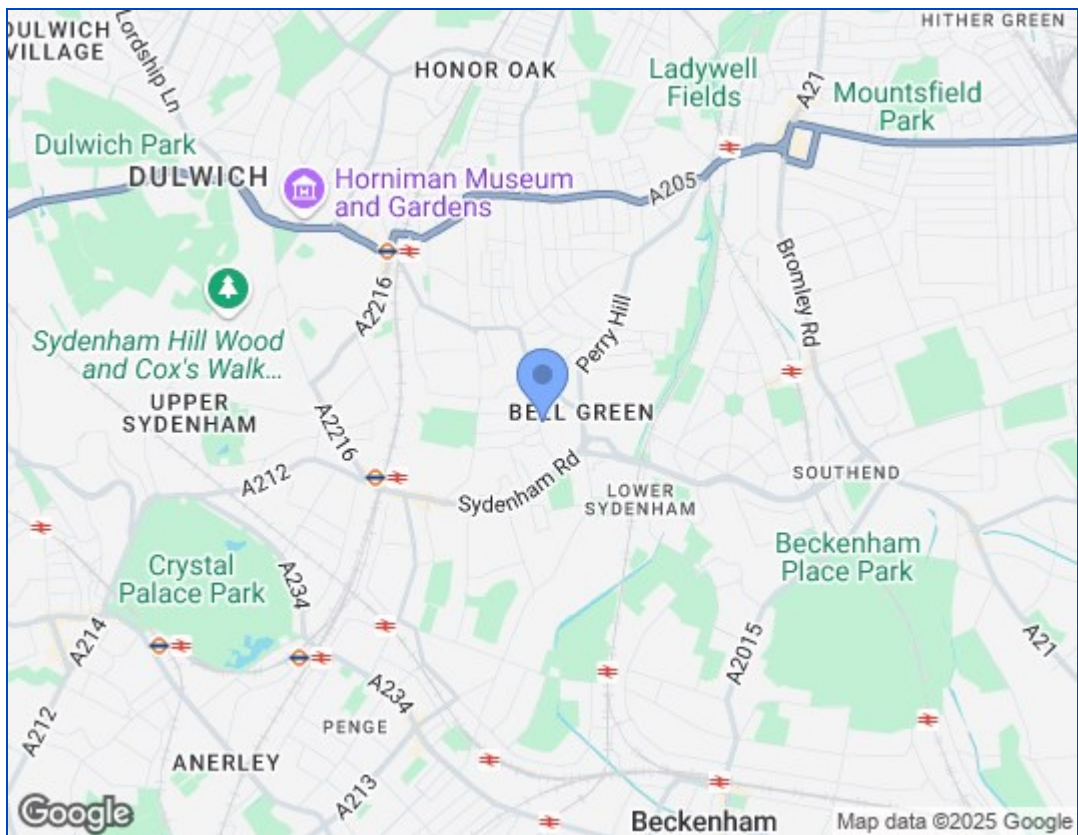 DULWICH
VILLAGE
Lordship Ln
HONOR OAK
HITHER GREEN
Ladywell
Fields
A21
Mountsfield
Park
Dulwich Park
DULWICH
Horniman Museum
and Gardens
A205
A2216
Bromley Rd
Perry Hill
Sydenham Hill Wood
and Cox's Walk...
UPPER
SYDENHAM
A2216
BELL GREEN
A212
Sydenham Rd
LOWER
SYDENHAM
SOUTHEND
Crystal
Palace Park
A234
Beckenham
Place Park
A214
A2015
A21
A234
A212
PENGE
ANERLEY
A213
Beckenham
Google
Map data ©2025 Google